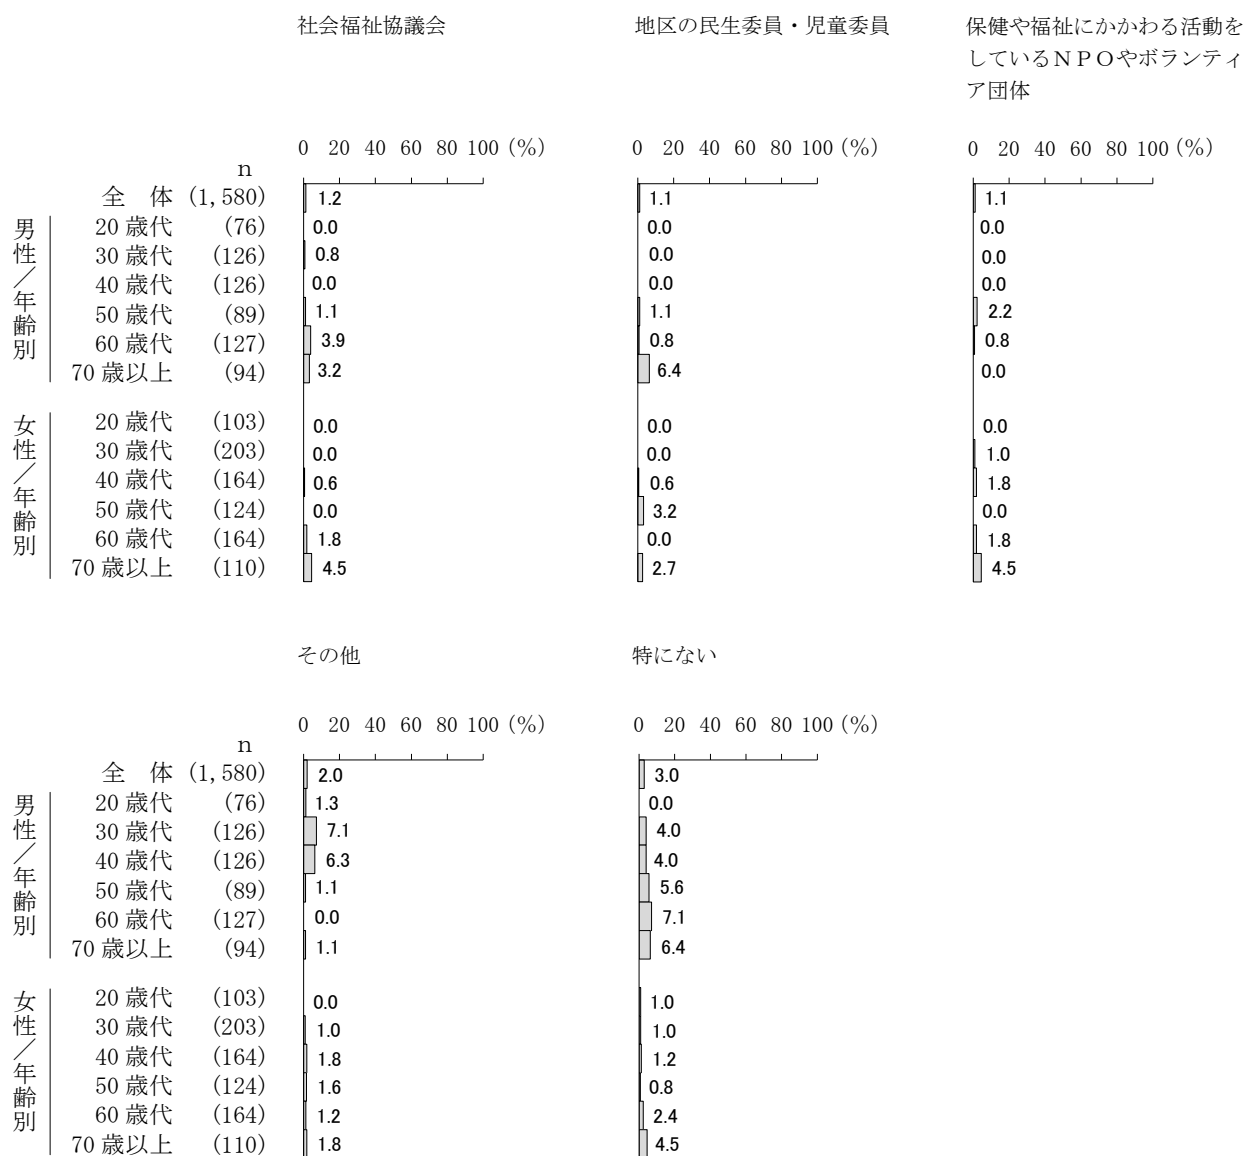 社会福祉協議会 地区の民生委員・児童委員 保健や福祉にかかわる活動を
しているＮＰＯやボランティ
ア団体
0 20 40 60 80 100 (%) 0 20 40 60 80 100 (%) 0 20 40 60 80 100 (%)
n
全 体 (1,580) 1.2 1.1 1.1
男性／年齢別
20 歳代 (76) 0.0 0.0 0.0
30 歳代 (126) 0.8 0.0 0.0
40 歳代 (126) 0.0 0.0 0.0
50 歳代 (89) 1.1 1.1 2.2
60 歳代 (127) 3.9 0.8 0.8
70 歳以上 (94) 3.2 6.4 0.0
女性／年齢別
20 歳代 (103) 0.0 0.0 0.0
30 歳代 (203) 0.0 0.0 1.0
40 歳代 (164) 0.6 0.6 1.8
50 歳代 (124) 0.0 3.2 0.0
60 歳代 (164) 1.8 0.0 1.8
70 歳以上 (110) 4.5 2.7 4.5
その他 特にない
0 20 40 60 80 100 (%) 0 20 40 60 80 100 (%)
n
全 体 (1,580) 2.0 3.0
男性／年齢別
20 歳代 (76) 1.3 0.0
30 歳代 (126) 7.1 4.0
40 歳代 (126) 6.3 4.0
50 歳代 (89) 1.1 5.6
60 歳代 (127) 0.0 7.1
70 歳以上 (94) 1.1 6.4
女性／年齢別
20 歳代 (103) 0.0 1.0
30 歳代 (203) 1.0 1.0
40 歳代 (164) 1.8 1.2
50 歳代 (124) 1.6 0.8
60 歳代 (164) 1.2 2.4
70 歳以上 (110) 1.8 4.5